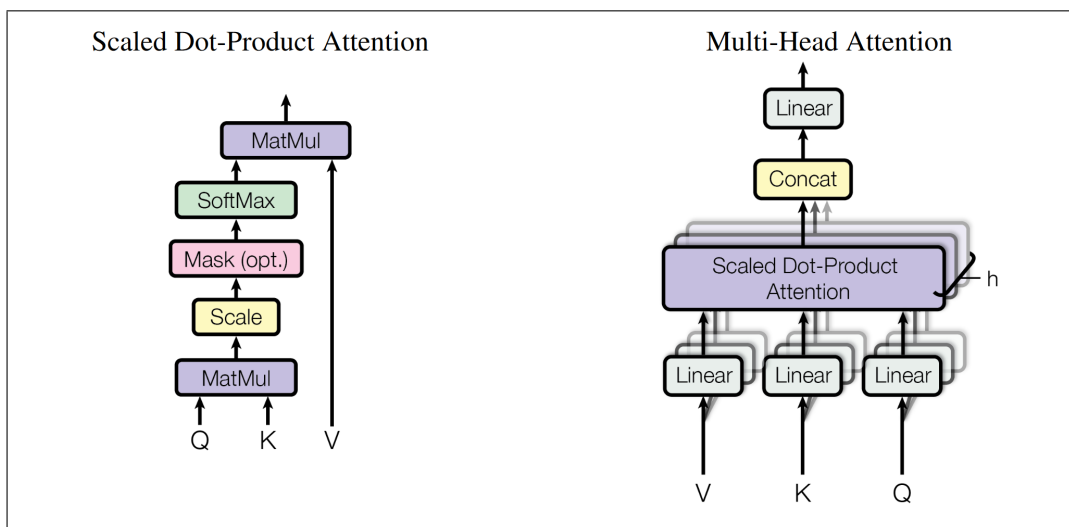 Scaled Dot-Product Attention
MatMul
SoftMax
Mask (opt.)
Scale
MatMul
Q K V
Multi-Head Attention
Linear
Concat
Scaled Dot-Product
Attention
h
Linear Linear Linear
V K Q